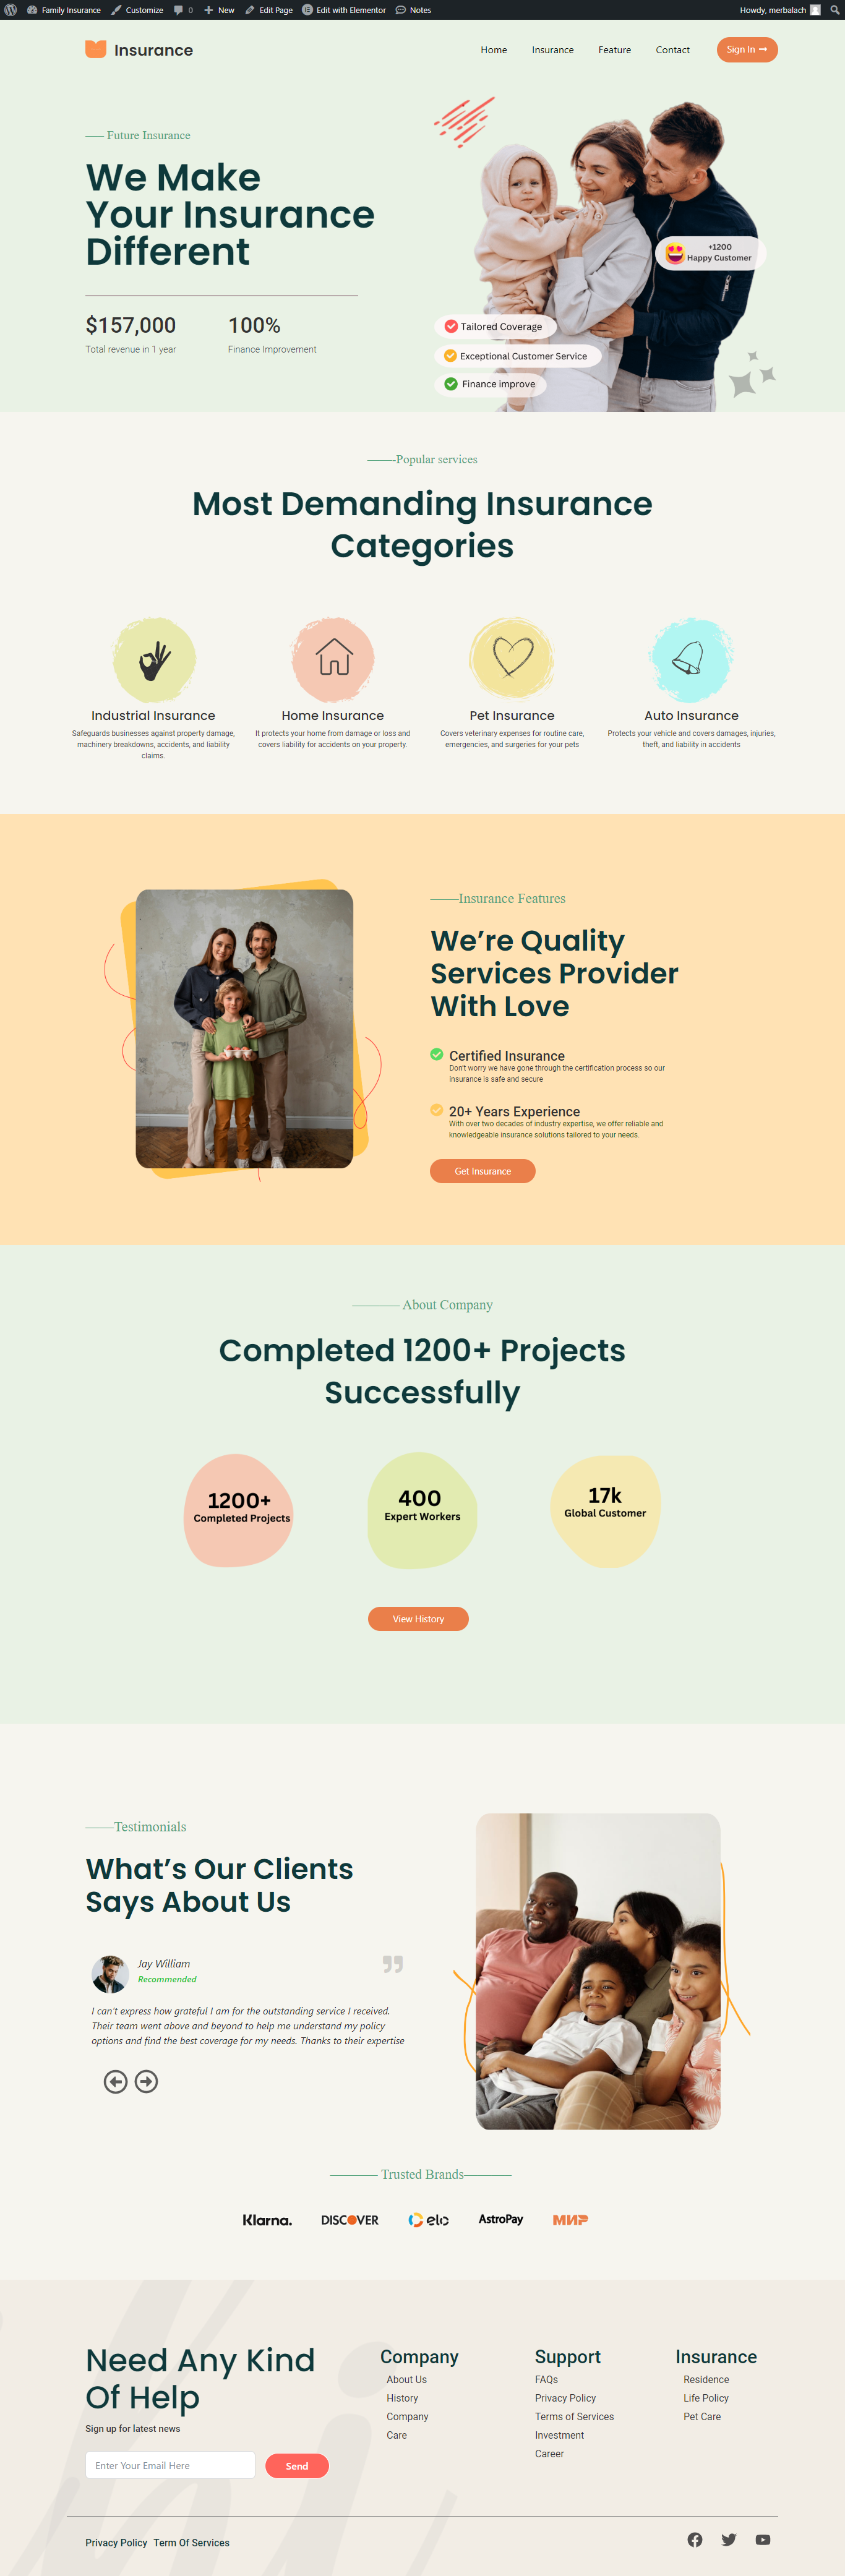 Family Insurance Customize 0 New Edit Page Edit with Elementor Notes Howdy, merbalach
Insurance
Home Insurance Feature Contact Sign In
Future Insurance
We Make
Your Insurance
Different
$157,000
Total revenue in 1 year
100%
Finance Improvement
+1200
Happy Customer
Tailored Coverage
Exceptional Customer Service
Finance improve
Popular services
Most Demanding Insurance
Categories
Industrial Insurance
Safeguards businesses against property damage,
machinery breakdowns, accidents, and liability
claims.
Home Insurance
It protects your home from damage or loss and
covers liability for accidents on your property.
Pet Insurance
Covers veterinary expenses for routine care,
emergencies, and surgeries for your pets
Auto Insurance
Protects your vehicle and covers damages, injuries,
theft, and liability in accidents
Insurance Features
We're Quality
Services Provider
With Love
Certified Insurance
Don't worry we have gone through the certification process so our
insurance is safe and secure
20+ Years Experience
With over two decades of industry expertise, we offer reliable and
knowledgeable insurance solutions tailored to your needs.
Get Insurance
About Company
Completed 1200+ Projects
Successfully
1200+
Completed Projects
400
Expert Workers
17k
Global Customer
View History
Testimonials
What's Our Clients
Says About Us
Jay William
Recommended
I can't express how grateful I am for the outstanding service I received.
Their team went above and beyond to help me understand my policy
options and find the best coverage for my needs. Thanks to their expertise
Trusted Brands
Klarna. DISCOVER elo AstroPay МИР
Need Any Kind
Of Help
Sign up for latest news
Enter Your Email Here
Send
Company
About Us
History
Company
Care
Support
FAQs
Privacy Policy
Terms of Services
Investment
Career
Insurance
Residence
Life Policy
Pet Care
Privacy Policy Term Of Services